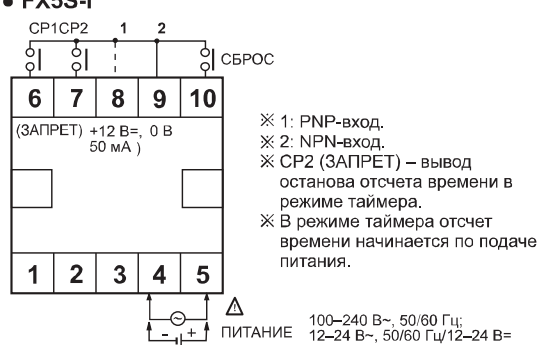 • FX5S-I
CP1CP2 1 2
СБРОС
6 7 8 9 10
(ЗАПРЕТ) +12 В=, 0 В
50 мА )
※ 1: PNP-вход.
※ 2: NPN-вход.
※ CP2 (ЗАПРЕТ) – вывод
останова отсчета времени в
режиме таймера.
※ В режиме таймера отсчет
времени начинается по подаче
питания.
1 2 3 4 5
- +
ПИТАНИЕ
100–240 В~, 50/60 Гц;
12–24 В~, 50/60 Гц/12–24 В=